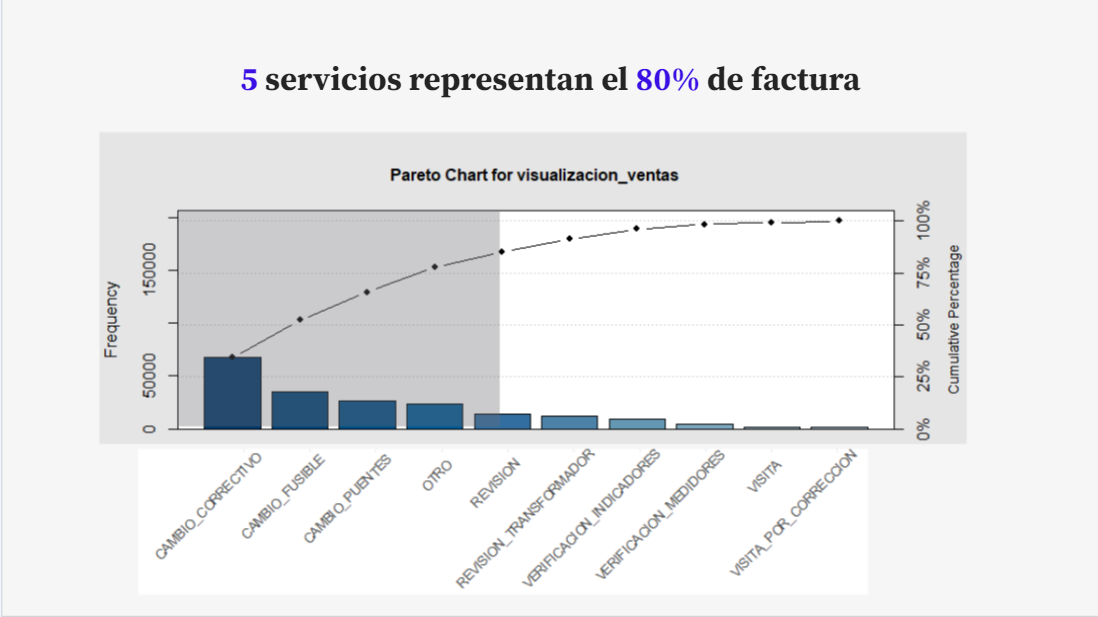 5 servicios representan el 80% de factura
Pareto Chart for visualizacion_ventas
Frequency
150000
50000
0
100%
75%
50%
25%
0%
Cumulative Percentage
CAMBIO_CORRECTIVO
CAMBIO_FUSIBLE
CAMBIO_PUENTES
OTRO
REVISION
REVISION_TRANSFORMADOR
VERIFICACION_INDICADORES
VERIFICACION_MEDIDORES
VISITA
VISITA_POR_CORRECCION